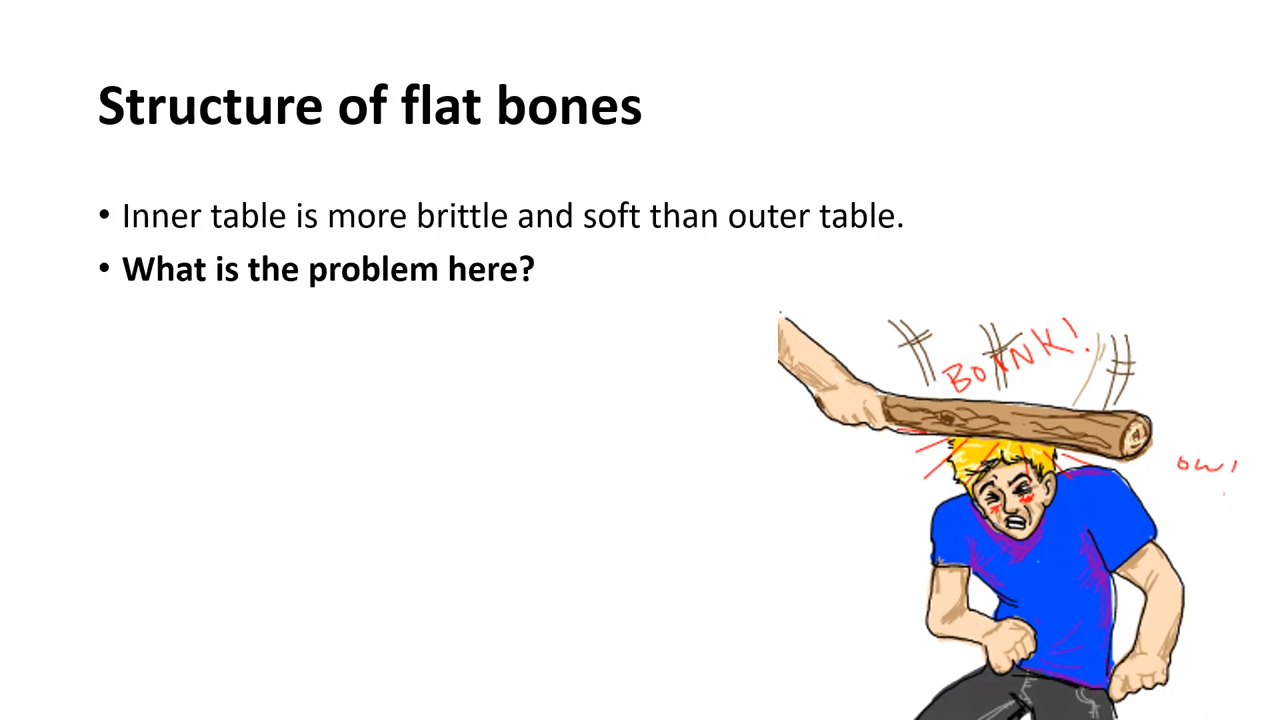 Structure of flat bones
• Inner table is more brittle and soft than outer table.
• What is the problem here?
BOINK!
OW!